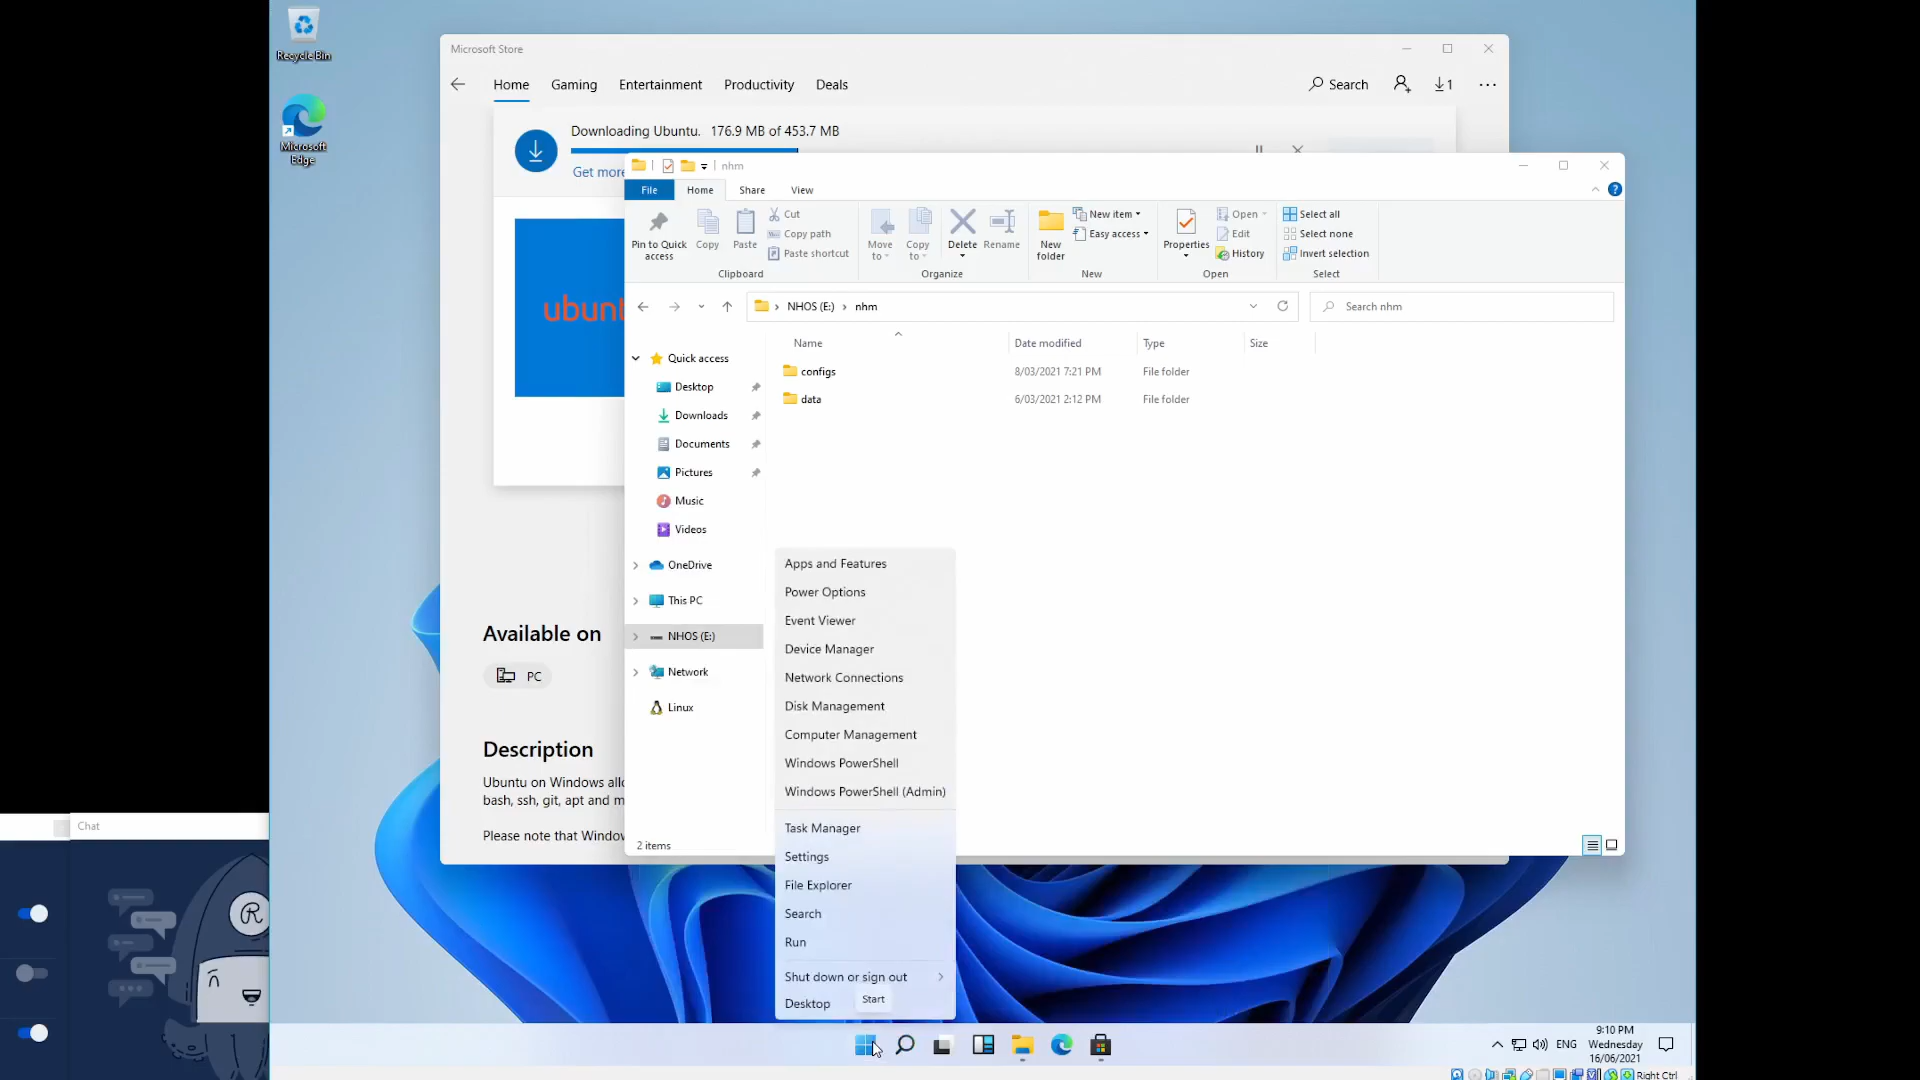 Recycle Bin
Microsoft
Edge
Microsoft Store
Home
Gaming
Entertainment
Productivity
Deals
Search
1
Downloading Ubuntu. 176.9 MB of 453.7 MB
Get more
ubunt
Available on
PC
Description
Ubuntu on Windows allo
bash, ssh, git, apt and m
Please note that Window
nhm
File
Home
Share
View
Pin to Quick
access
Copy
Paste
Cut
Copy path
Paste shortcut
Clipboard
Move
to
Copy
to
Delete
Rename
Organize
New
folder
New item
Easy access
New
Properties
Open
Edit
History
Open
Select all
Select none
Invert selection
Select
NHOS (E:)
nhm
Search nhm
Name
Date modified
Type
Size
configs
8/03/2021 7:21 PM
File folder
data
6/03/2021 2:12 PM
File folder
Quick access
Desktop
Downloads
Documents
Pictures
Music
Videos
OneDrive
This PC
NHOS (E:)
Network
Linux
2 items
Apps and Features
Power Options
Event Viewer
Device Manager
Network Connections
Disk Management
Computer Management
Windows PowerShell
Windows PowerShell (Admin)
Task Manager
Settings
File Explorer
Search
Run
Shut down or sign out
Desktop
Start
Chat
R
ENG
9:10 PM
Wednesday
16/06/2021
Right Ctrl